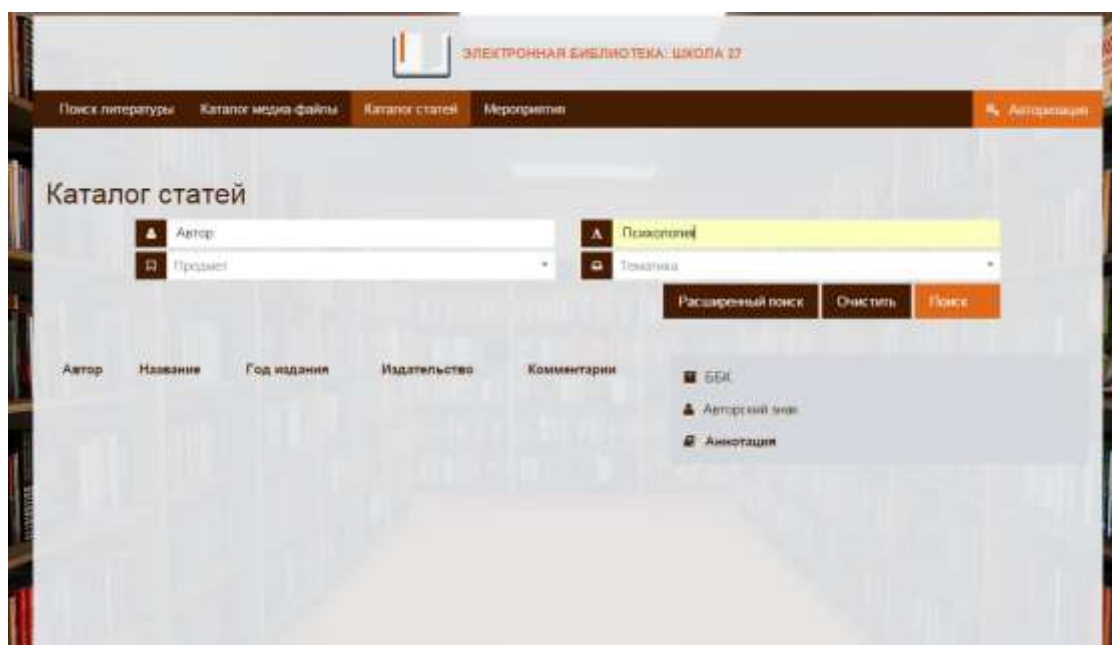 ЭЛЕКТРОННАЯ БИБЛИОТЕКА: ШКОЛА 27
Поиск литературы Каталог медиа-файлы Каталог статей Мероприятия Авторизация
Каталог статей
Автор Психология
Предмет Тематика
Расширенный поиск Очистить Поиск
Автор Название Год издания Издательство Комментарии
ББК
Авторский знак
Аннотация